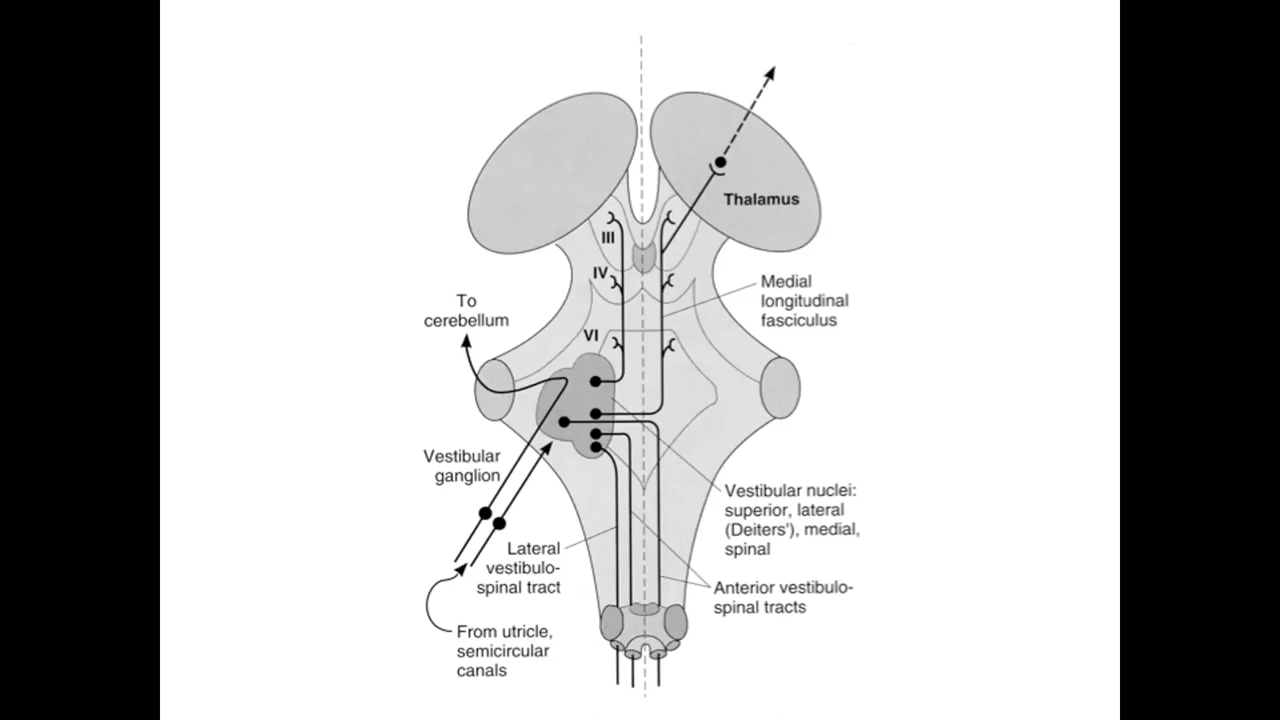 Thalamus
III
IV
Medial
longitudinal
fasciculus
To
cerebellum
VI
Vestibular
ganglion
Vestibular nuclei:
superior, lateral
(Deiters'), medial,
spinal
Lateral
vestibulo-
spinal tract
Anterior vestibulo-
spinal tracts
From utricle,
semicircular
canals